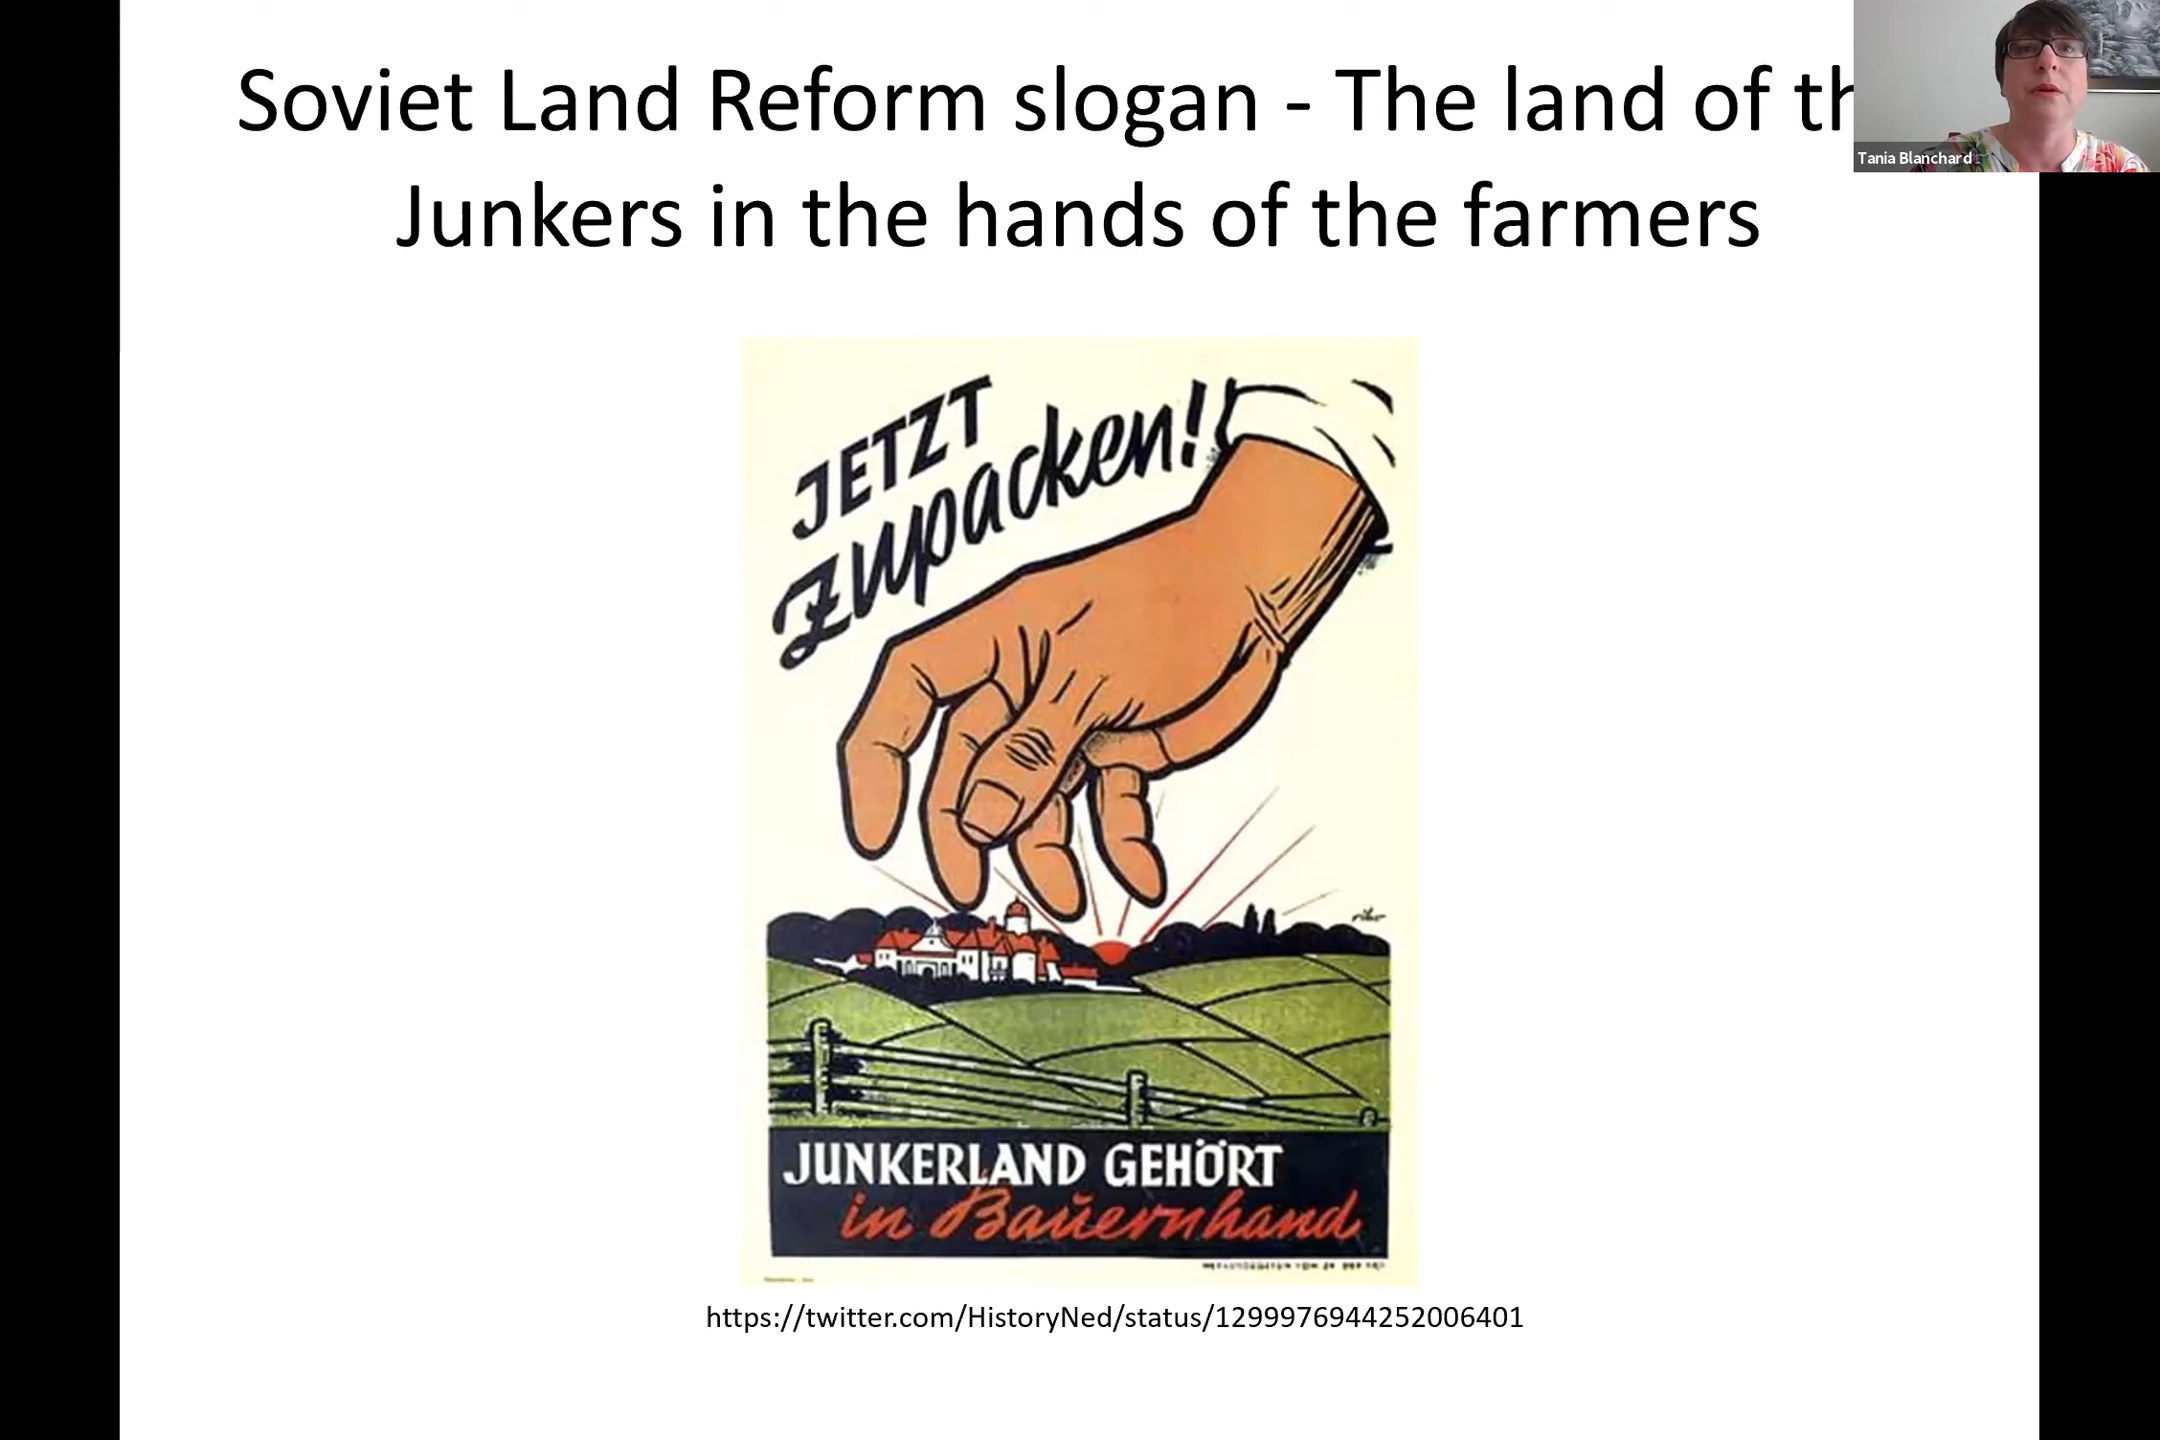 Soviet Land Reform slogan - The land of th
Junkers in the hands of the farmers
Tania Blanchard
JETZT
zupacken!
JUNKERLAND GEHÖRT
in Bauernhand
https://twitter.com/HistoryNed/status/1299976944252006401